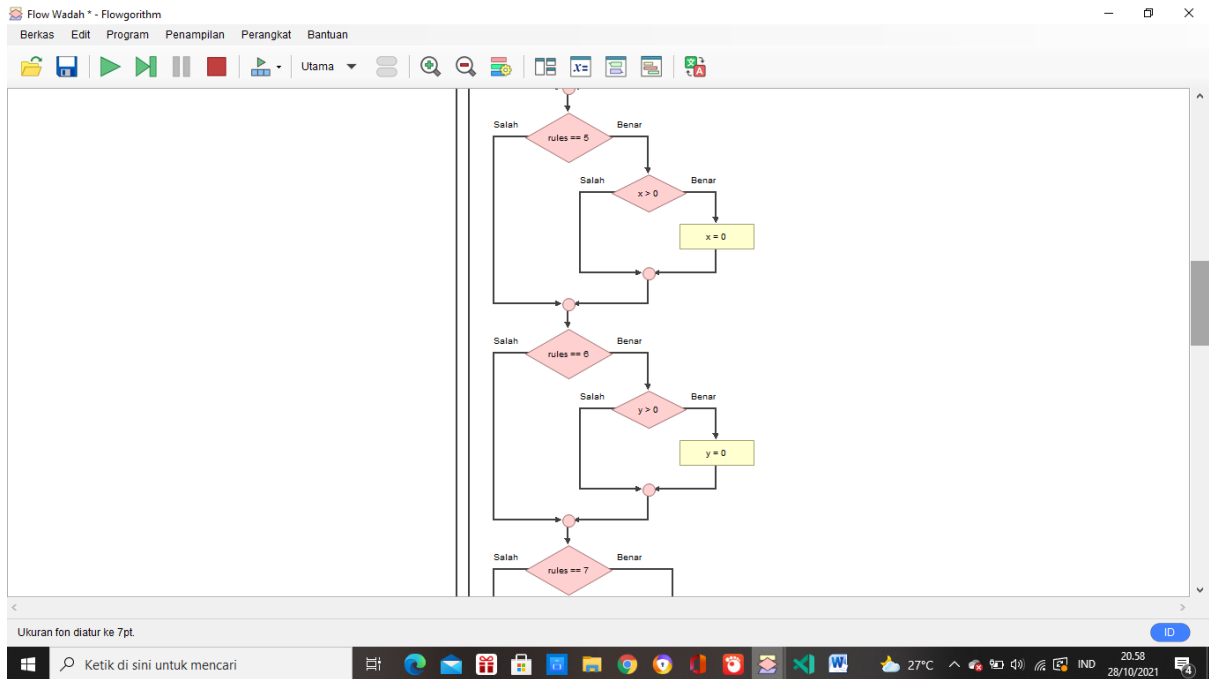 Flow Wadah * - Flowgorithm
Berkas Edit Program Penampilan Perangkat Bantuan
Utama
x=
Salah Benar
rules == 5
Salah Benar
x > 0
x = 0
Salah Benar
rules == 6
Salah Benar
y > 0
y = 0
Salah Benar
rules == 7
Ukuran fon diatur ke 7pt.
ID
Ketik di sini untuk mencari
27°C
IND
20.58
28/10/2021
4